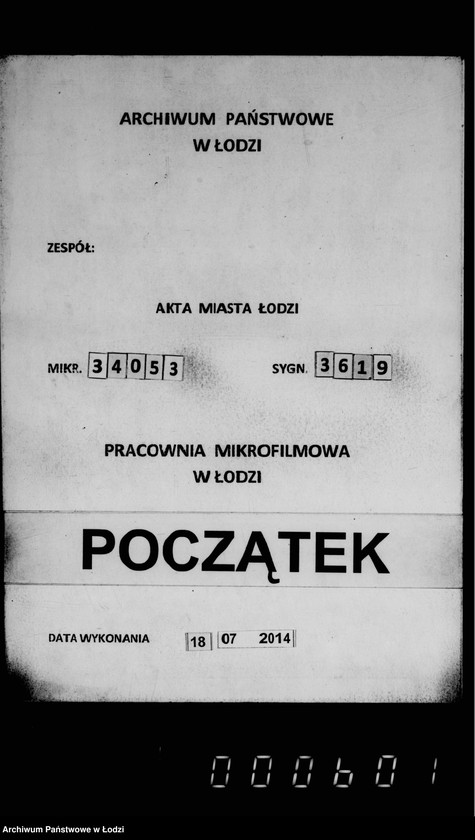 ARCHIWUM PAŃSTWOWE
W ŁODZI
ZESPÓŁ:
AKTA MIASTA ŁODZI
MIKR. 34053 SYGN. 3619
PRACOWNIA MIKROFILMOWA
W ŁODZI
POCZĄTEK
DATA WYKONANIA 18 07 2014
000601
Archiwum Państwowe w Łodzi